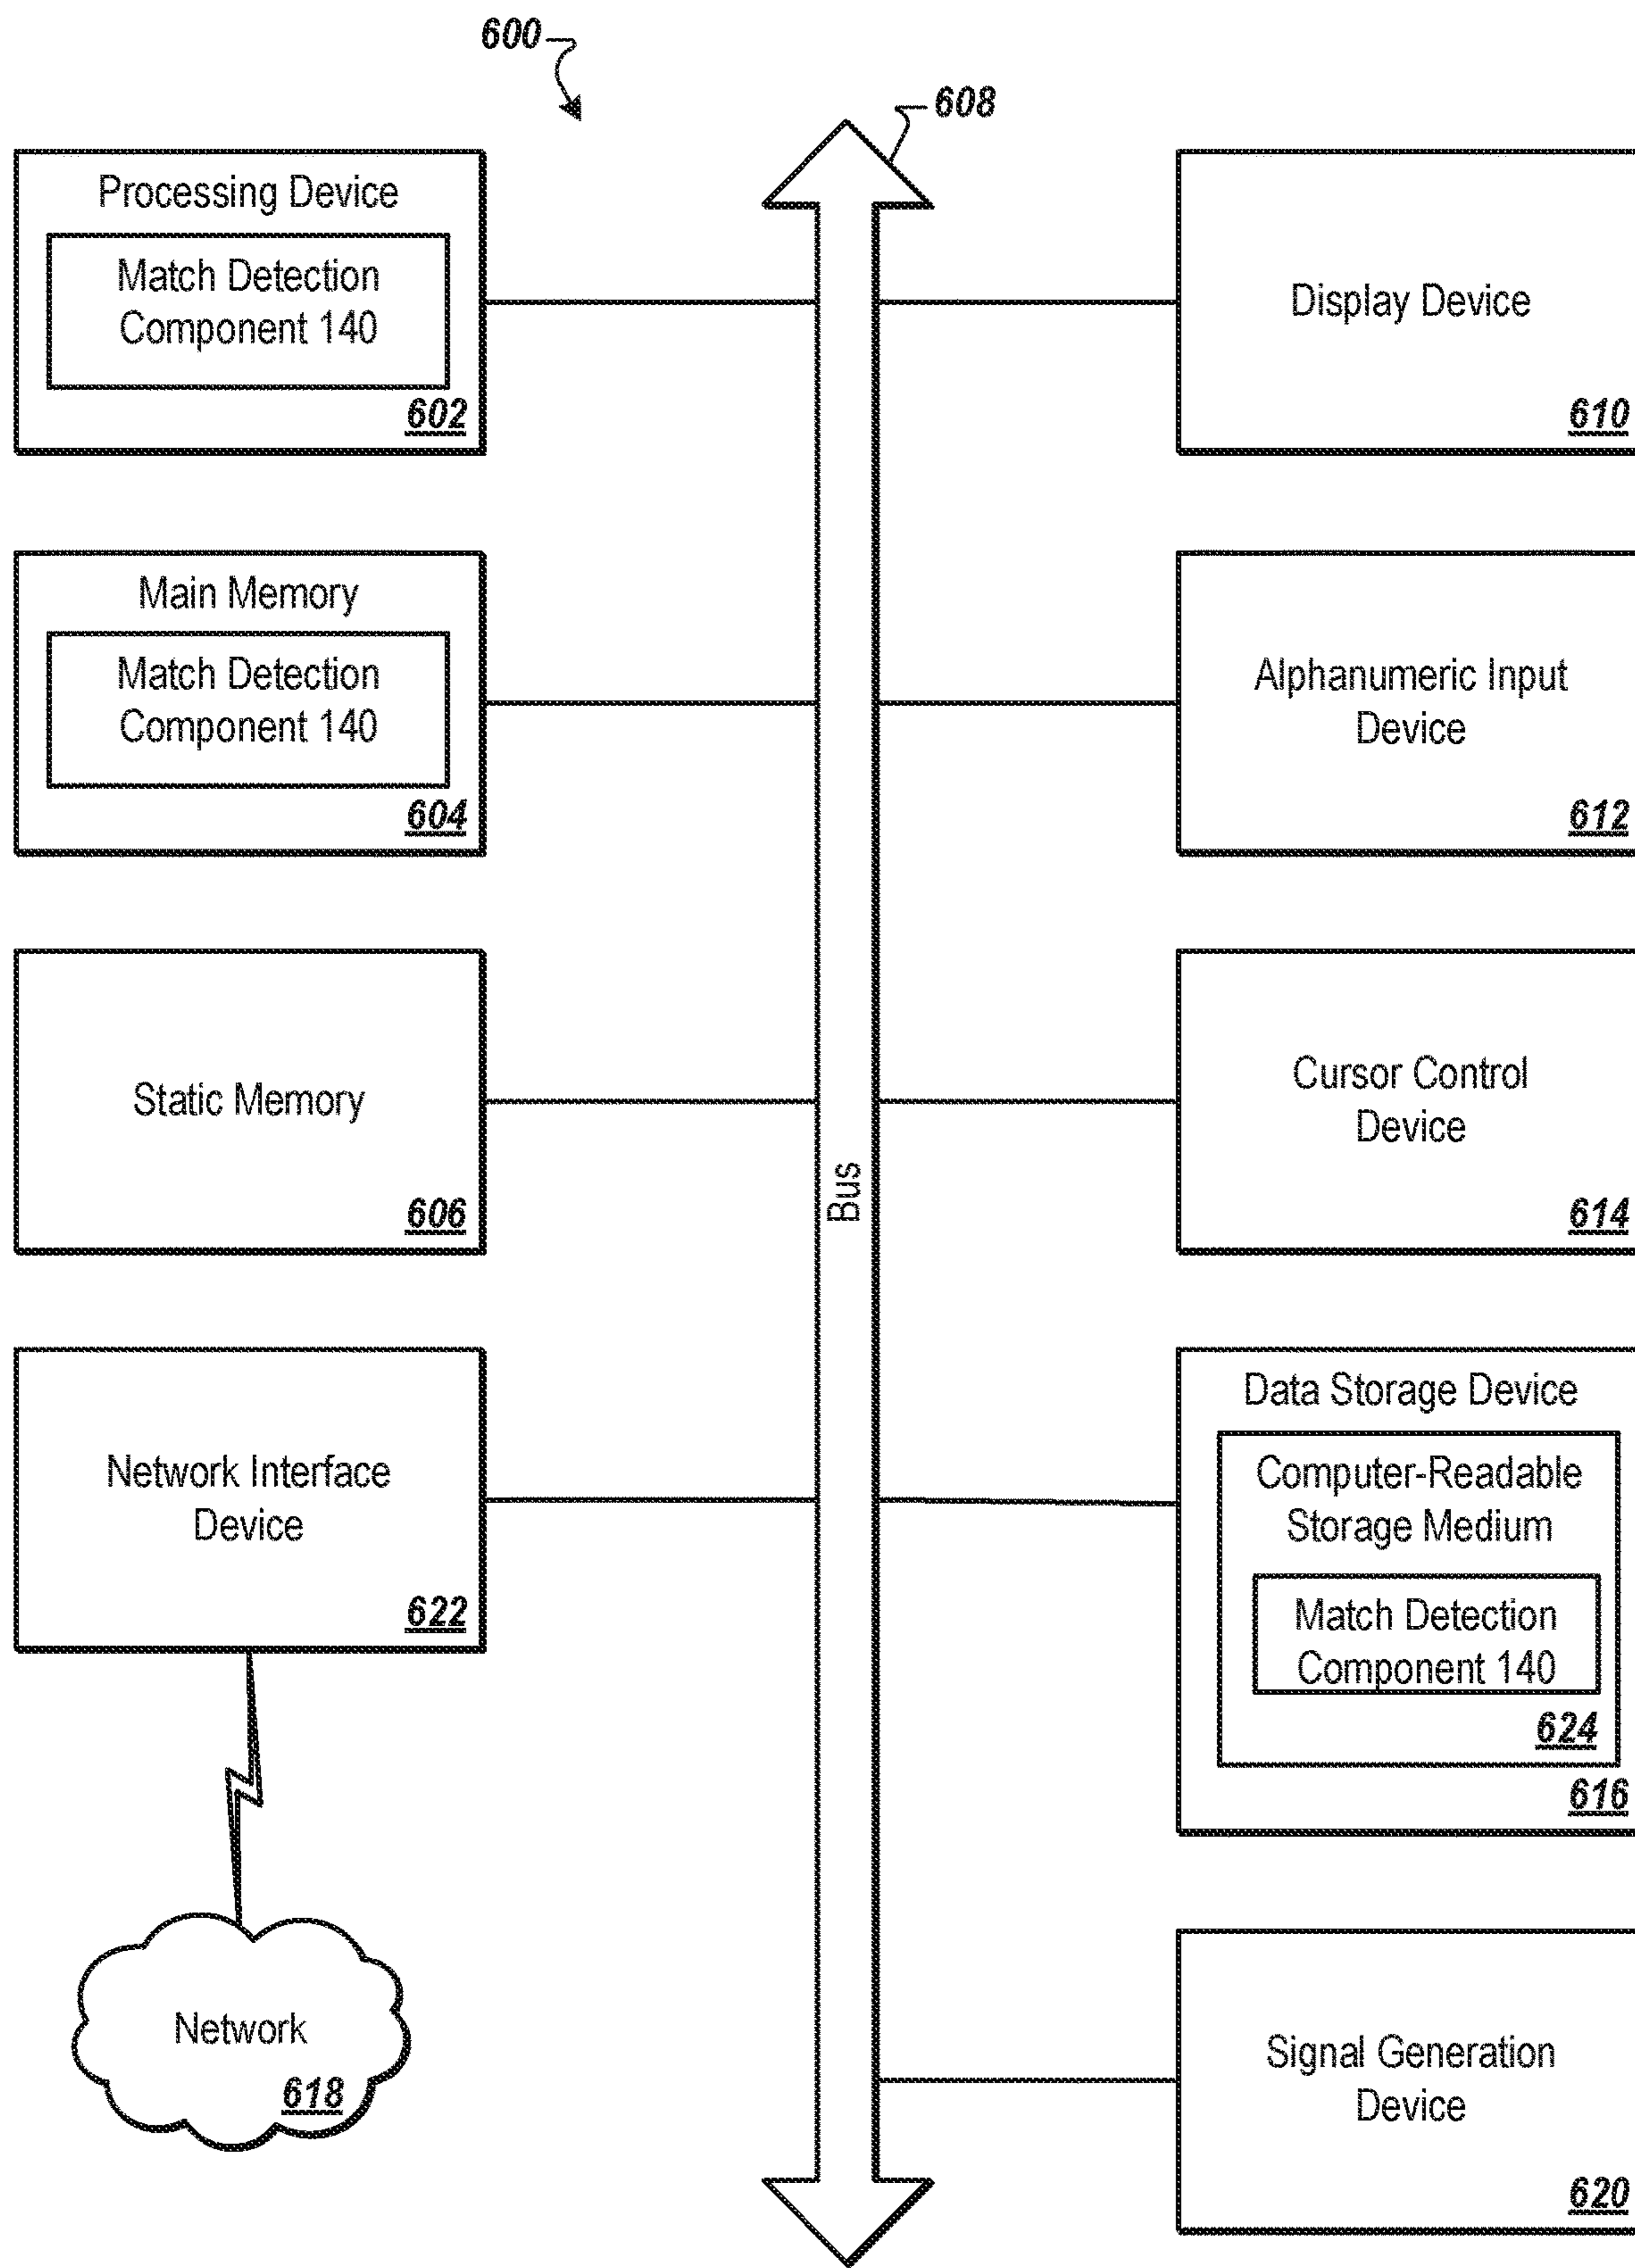 600
608
Processing Device
Match Detection
Component 140
602
Display Device
610
Main Memory
Match Detection
Component 140
604
Alphanumeric Input
Device
612
Static Memory
606
Cursor Control
Device
614
Bus
Network Interface
Device
622
Data Storage Device
Computer-Readable
Storage Medium
Match Detection
Component 140
624
616
Network
618
Signal Generation
Device
620